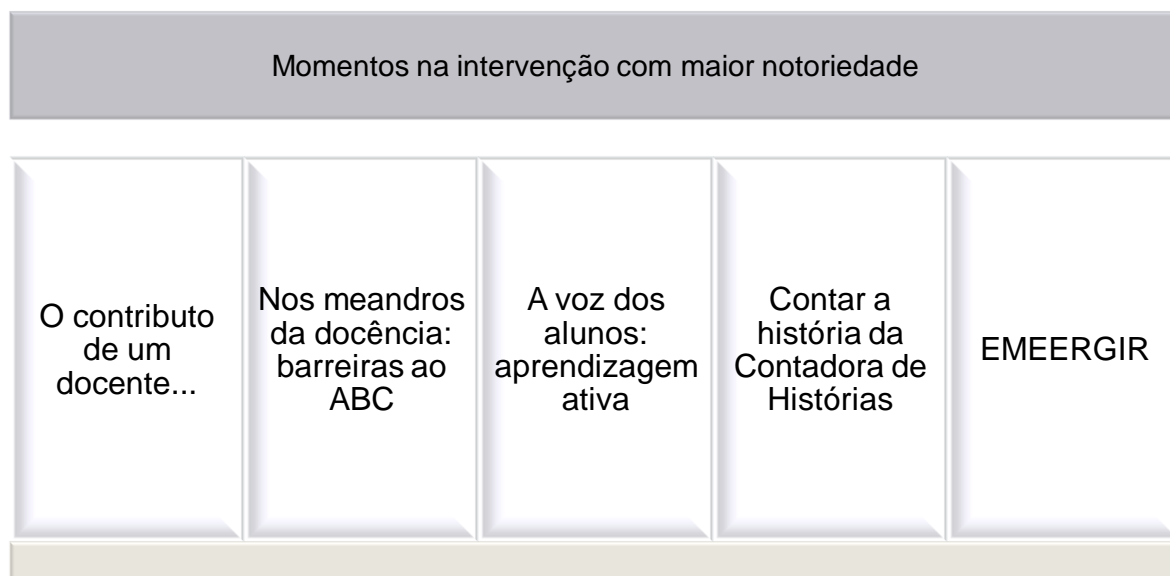 Momentos na intervenção com maior notoriedade
O contributo
de um
docente...
Nos meandros
da docência:
barreiras ao
ABC
A voz dos
alunos:
aprendizagem
ativa
Contar a
história da
Contadora de
Histórias
EMEERGIR